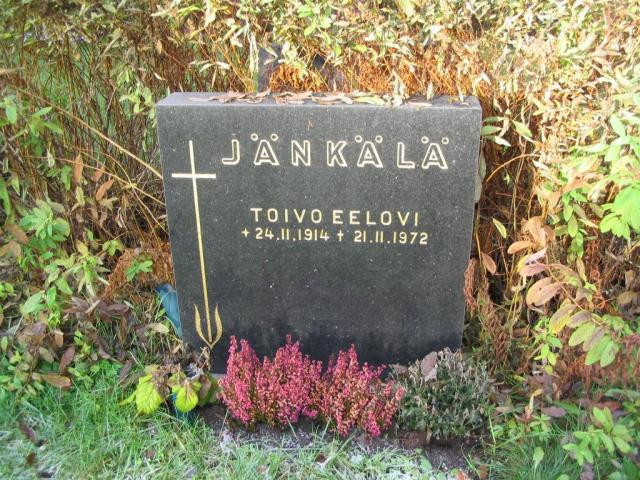 JÄNKÄLÄ
TOIVO EELOVI
+ 24.11.1914 + 21.11.1972